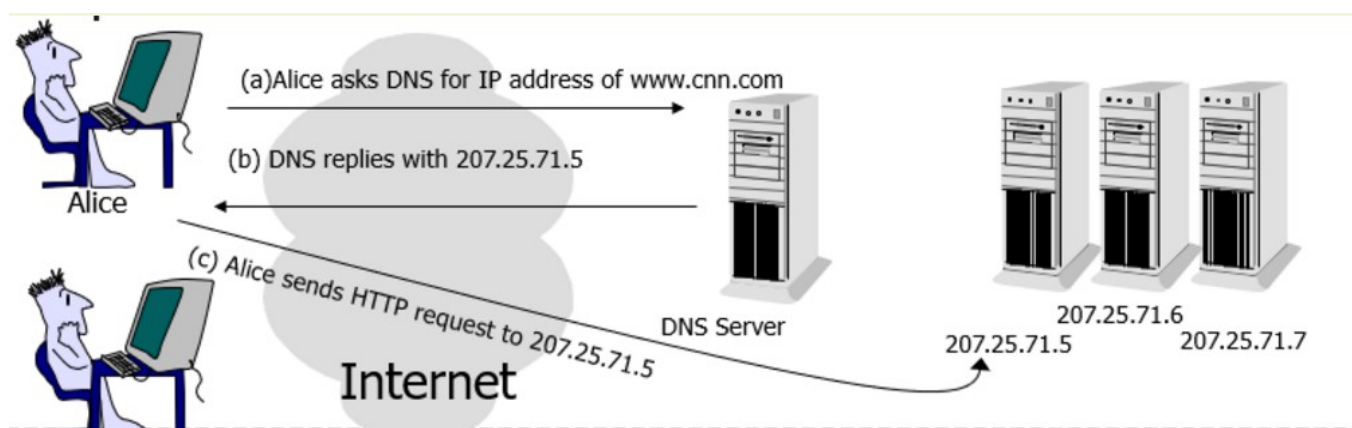 (a)Alice asks DNS for IP address of www.cnn.com
(b) DNS replies with 207.25.71.5
Alice
(c) Alice sends HTTP request to 207.25.71.5
DNS Server
207.25.71.5
207.25.71.6
207.25.71.7
Internet